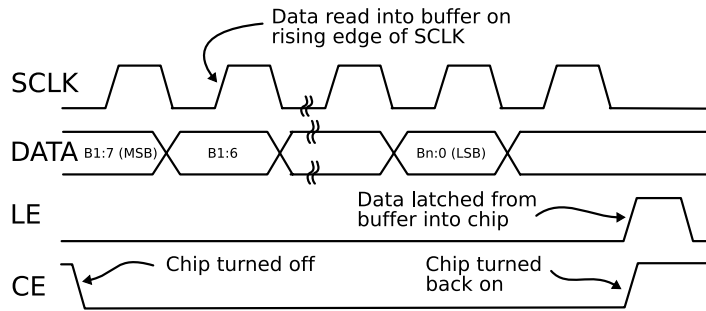 Data read into buffer on
rising edge of SCLK
SCLK
DATA
B1:7 (MSB)
B1:6
Bn:0 (LSB)
LE
Data latched from
buffer into chip
CE
Chip turned off
Chip turned
back on